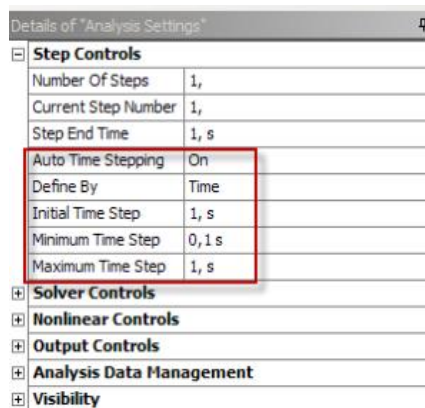 Details of "Analysis Settings"
Step Controls
Number Of Steps 1,
Current Step Number 1,
Step End Time 1, s
Auto Time Stepping On
Define By Time
Initial Time Step 1, s
Minimum Time Step 0,1 s
Maximum Time Step 1, s
Solver Controls
Nonlinear Controls
Output Controls
Analysis Data Management
Visibility